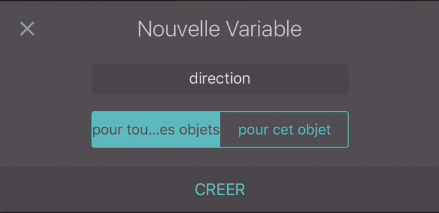 Nouvelle Variable
direction
pour tou...es objets pour cet objet
CREER